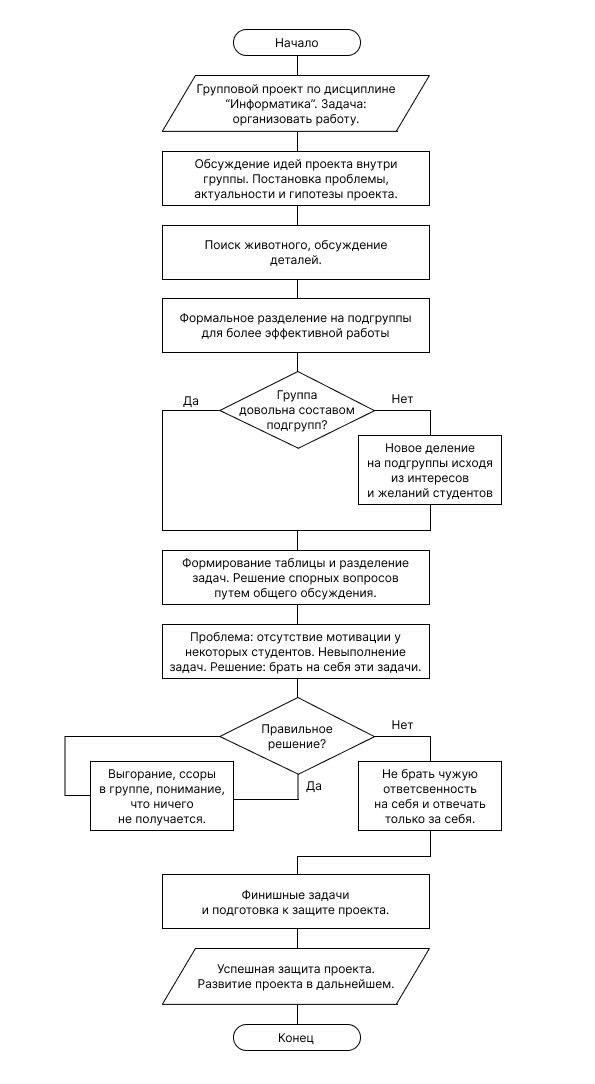 Начало
Групповой проект по дисциплине
“Информатика”. Задача:
организовать работу.
Обсуждение идей проекта внутри
группы. Постановка проблемы,
актуальности и гипотезы проекта.
Поиск животного, обсуждение
деталей.
Формальное разделение на подгруппы
для более эффективной работы
Группа
довольна составом
подгрупп?
Да
Нет
Новое деление
на подгруппы исходя
из интересов
и желаний студентов
Формирование таблицы и разделение
задач. Решение спорных вопросов
путем общего обсуждения.
Проблема: отсутствие мотивации у
некоторых студентов. Невыполнение
задач. Решение: брать на себя эти задачи.
Правильное
решение?
Нет
Да
Выгорание, ссоры
в группе, понимание,
что ничего
не получается.
Не брать чужую
ответсвенность
на себя и отвечать
только за себя.
Финишные задачи
и подготовка к защите проекта.
Успешная защита проекта.
Развитие проекта в дальнейшем.
Конец